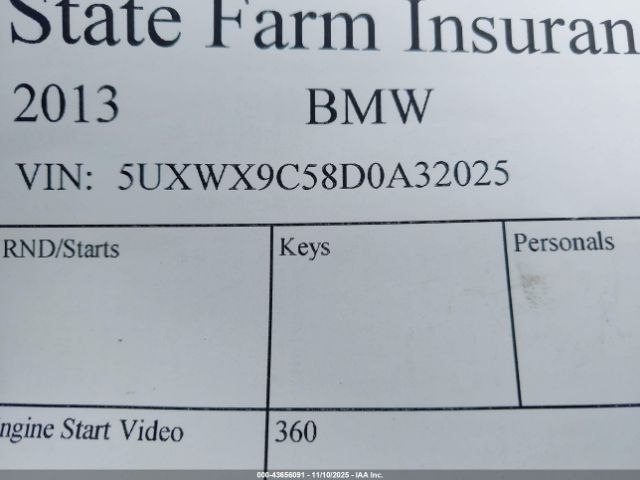 State Farm Insuran
2013 BMW
VIN: 5UXWX9C58D0A32025
RND/Starts Keys Personals
ngine Start Video 360
000-43656091 - 11/10/2025 - IAA Inc.